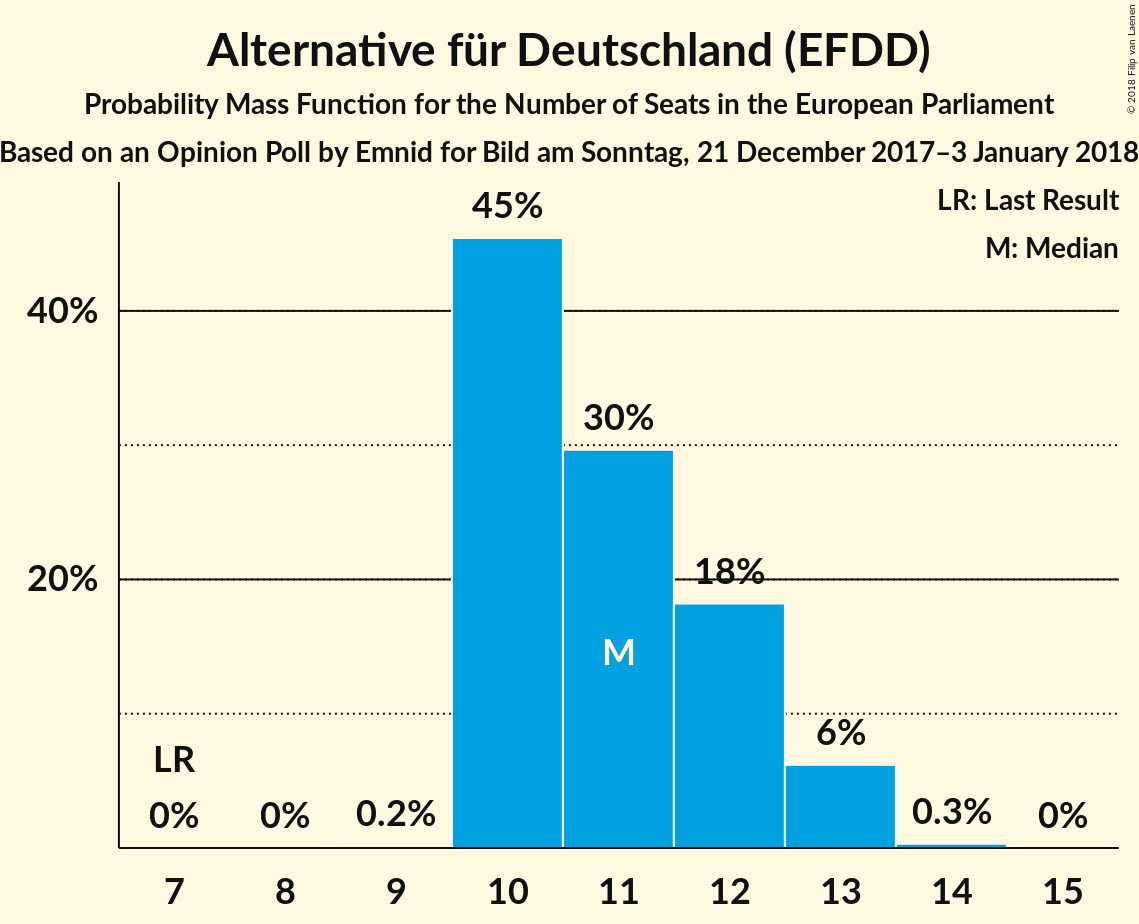 Alternative für Deutschland (EFDD)
Probability Mass Function for the Number of Seats in the European Parliament
Based on an Opinion Poll by Emnid for Bild am Sonntag, 21 December 2017–3 January 2018
© 2018 Filip van Laenen
LR: Last Result
M: Median
45%
40%
30%
20%
18%
M
6%
LR
0%
0%
0.2%
0.3%
0%
7 8 9 10 11 12 13 14 15